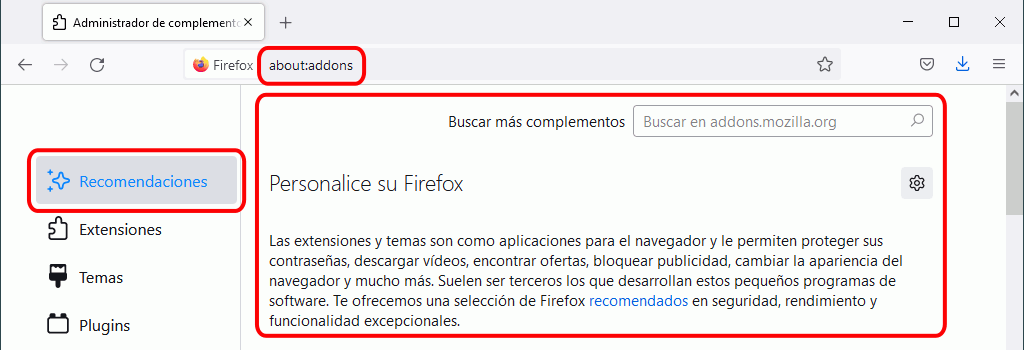 Administrador de complemento
Firefox about:addons
Buscar más complementos Buscar en addons.mozilla.org
Recomendaciones
Extensiones
Temas
Plugins
Personalice su Firefox
Las extensiones y temas son como aplicaciones para el navegador y le permiten proteger sus
contraseñas, descargar vídeos, encontrar ofertas, bloquear publicidad, cambiar la apariencia del
navegador y mucho más. Suelen ser terceros los que desarrollan estos pequeños programas de
software. Te ofrecemos una selección de Firefox recomendados en seguridad, rendimiento y
funcionalidad excepcionales.